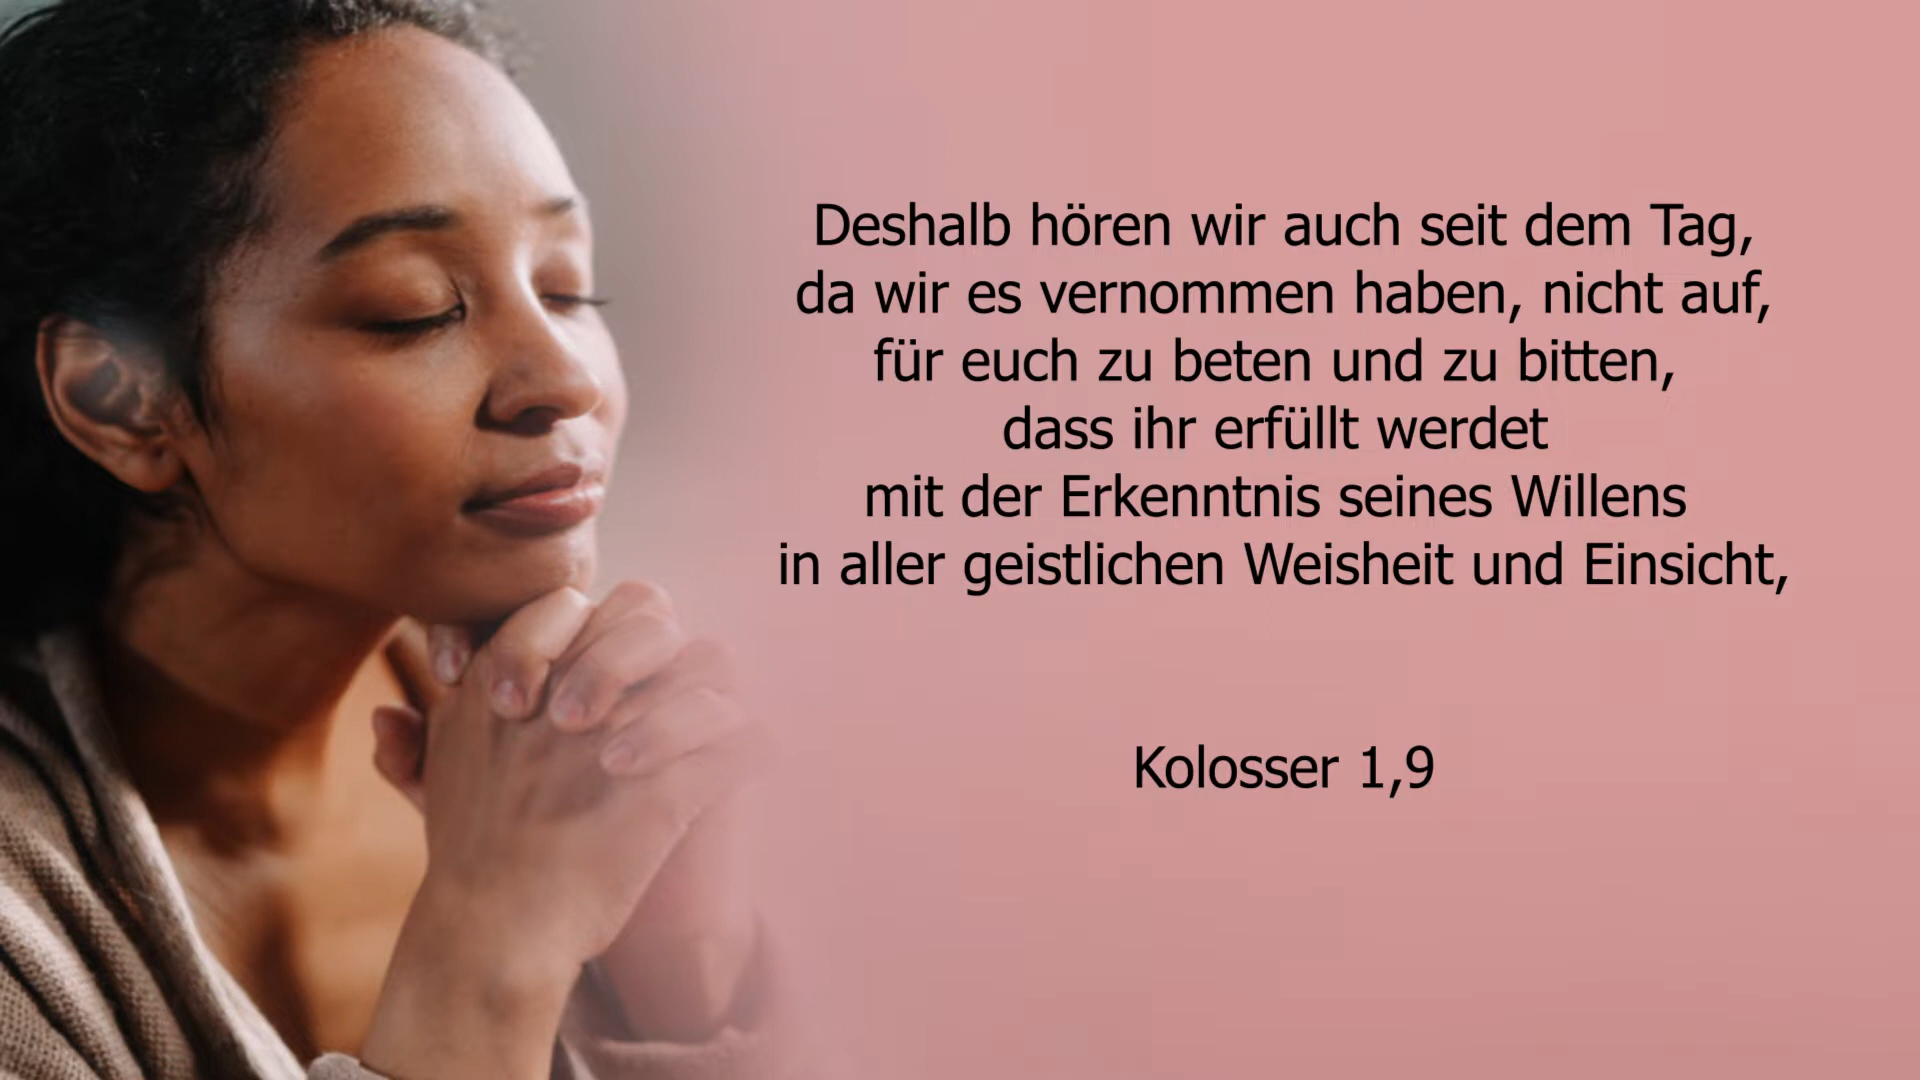 Deshalb hören wir auch seit dem Tag,
da wir es vernommen haben, nicht auf,
für euch zu beten und zu bitten,
dass ihr erfüllt werdet
mit der Erkenntnis seines Willens
in aller geistlichen Weisheit und Einsicht,
Kolosser 1,9